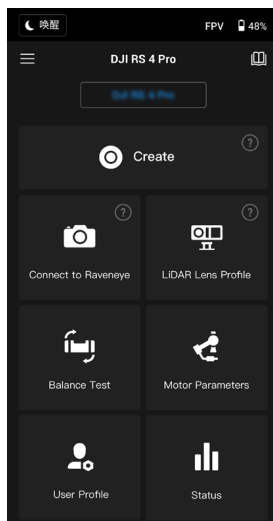 唤醒 FPV 48%
DJI RS 4 Pro
Create ?
? ?
Connect to Raveneye LiDAR Lens Profile
Balance Test Motor Parameters
User Profile Status